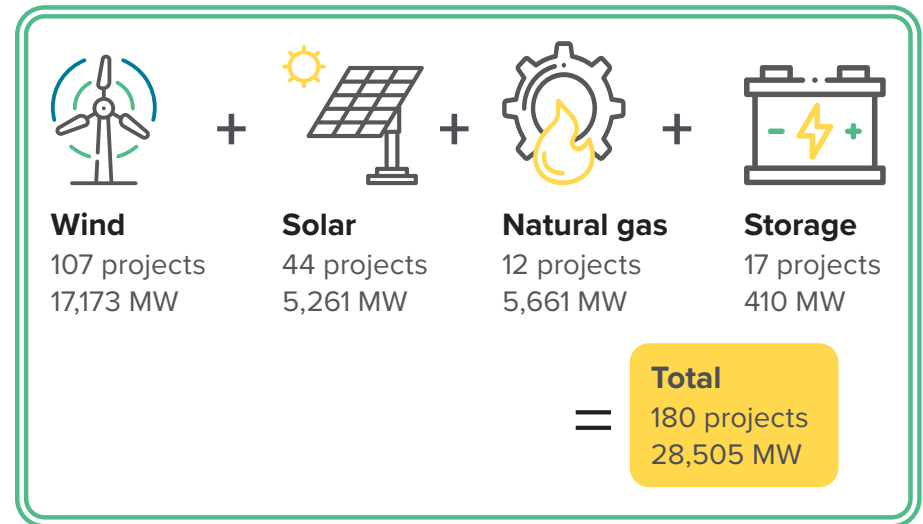 + + +
- +
Wind
107 projects
17,173 MW
Solar
44 projects
5,261 MW
Natural gas
12 projects
5,661 MW
Storage
17 projects
410 MW
=
Total
180 projects
28,505 MW